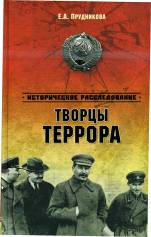 Е.А. Прудникова
ИСТОРИЧЕСКОЕ РАССЛЕДОВАНИЕ
ТВОРЦЫ
ТЕРРОРА